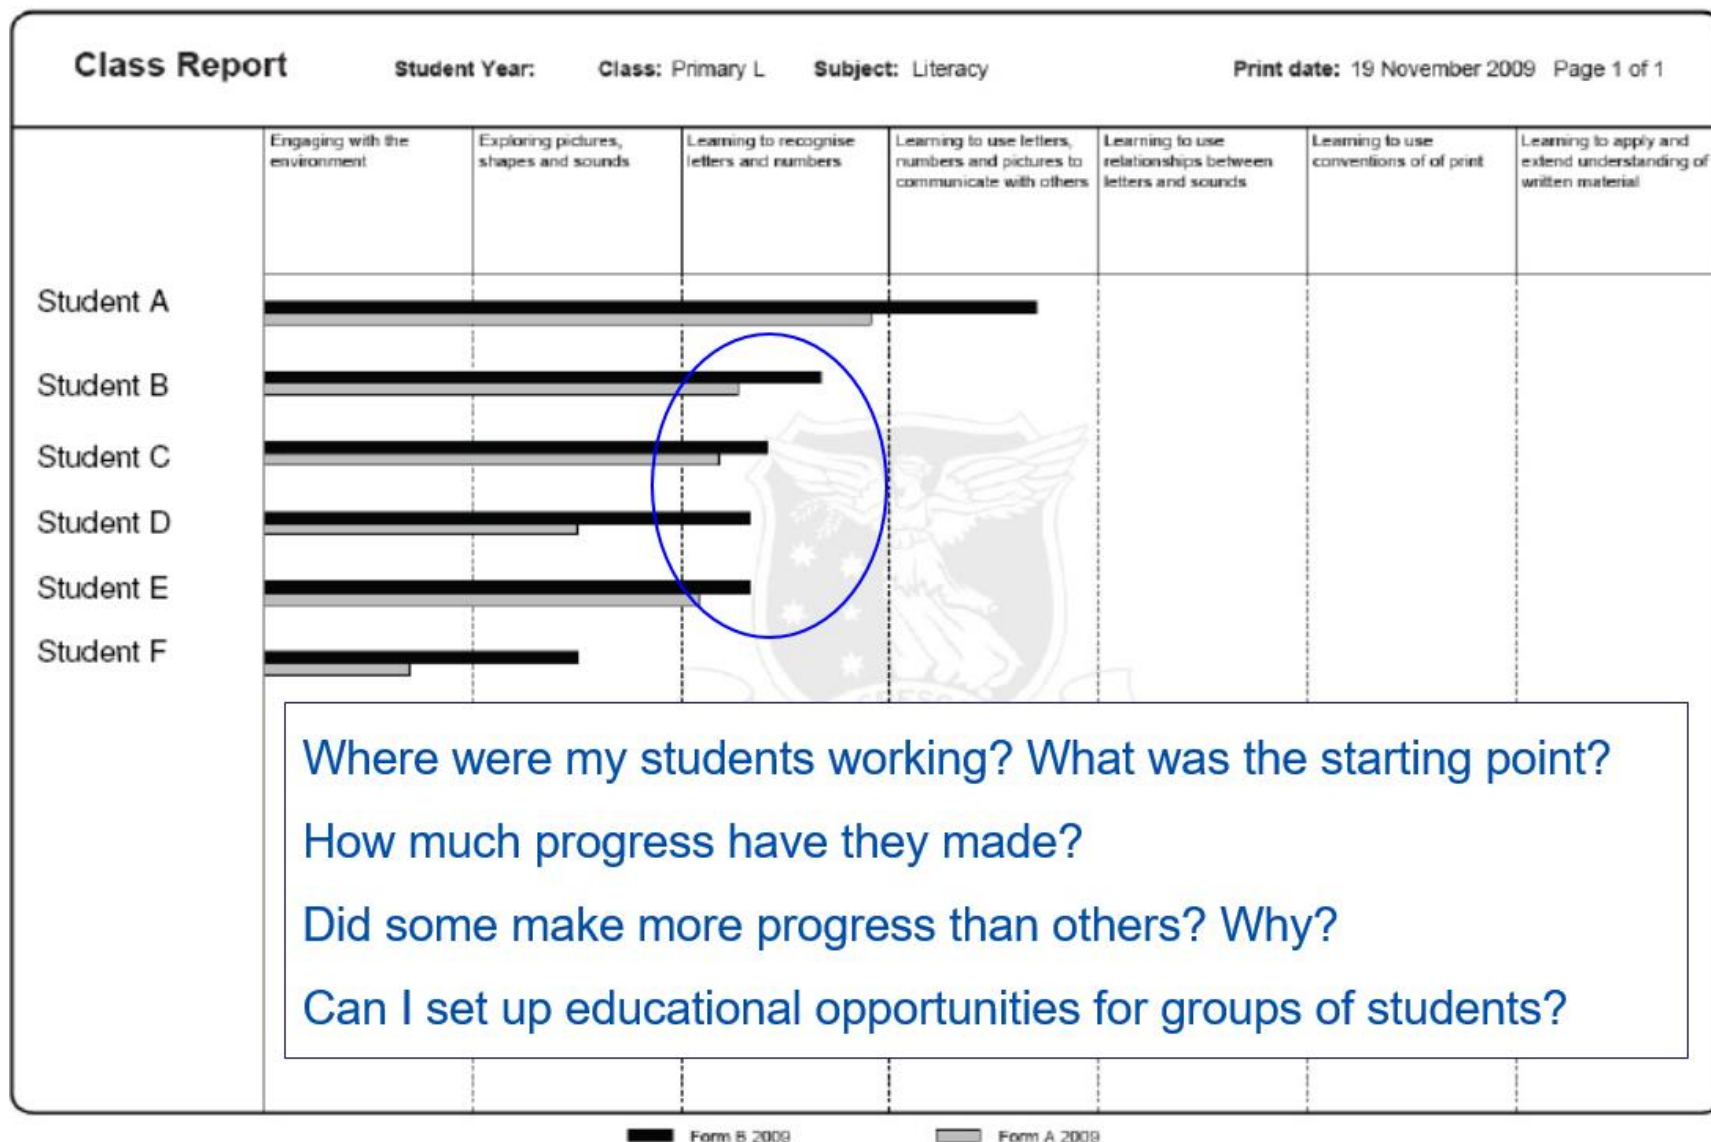 Class Report Student Year: Class: Primary L Subject: Literacy Print date: 19 November 2009 Page 1 of 1
Engaging with the
environment
Exploring pictures,
shapes and sounds
Learning to recognise
letters and numbers
Learning to use letters,
numbers and pictures to
communicate with others
Learning to use
relationships between
letters and sounds
Learning to use
conventions of of print
Learning to apply and
extend understanding of
written material
Student A
Student B
Student C
Student D
Student E
Student F
Where were my students working? What was the starting point?
How much progress have they made?
Did some make more progress than others? Why?
Can I set up educational opportunities for groups of students?
Form B 2009 Form A 2009